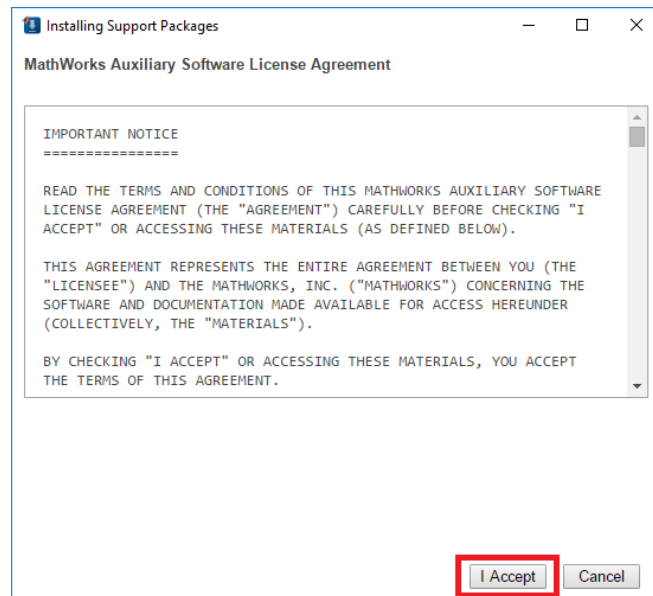 Installing Support Packages
MathWorks Auxiliary Software License Agreement
IMPORTANT NOTICE
================
READ THE TERMS AND CONDITIONS OF THIS MATHWORKS AUXILIARY SOFTWARE
LICENSE AGREEMENT (THE "AGREEMENT") CAREFULLY BEFORE CHECKING "I
ACCEPT" OR ACCESSING THESE MATERIALS (AS DEFINED BELOW).
THIS AGREEMENT REPRESENTS THE ENTIRE AGREEMENT BETWEEN YOU (THE
"LICENSEE") AND THE MATHWORKS, INC. ("MATHWORKS") CONCERNING THE
SOFTWARE AND DOCUMENTATION MADE AVAILABLE FOR ACCESS HEREUNDER
(COLLECTIVELY, THE "MATERIALS").
BY CHECKING "I ACCEPT" OR ACCESSING THESE MATERIALS, YOU ACCEPT
THE TERMS OF THIS AGREEMENT.
I Accept Cancel